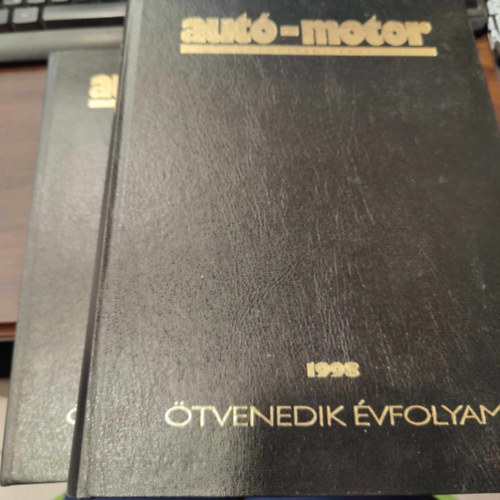 autó-motor
1998
ÖTVENEDIK ÉVFOLYAM